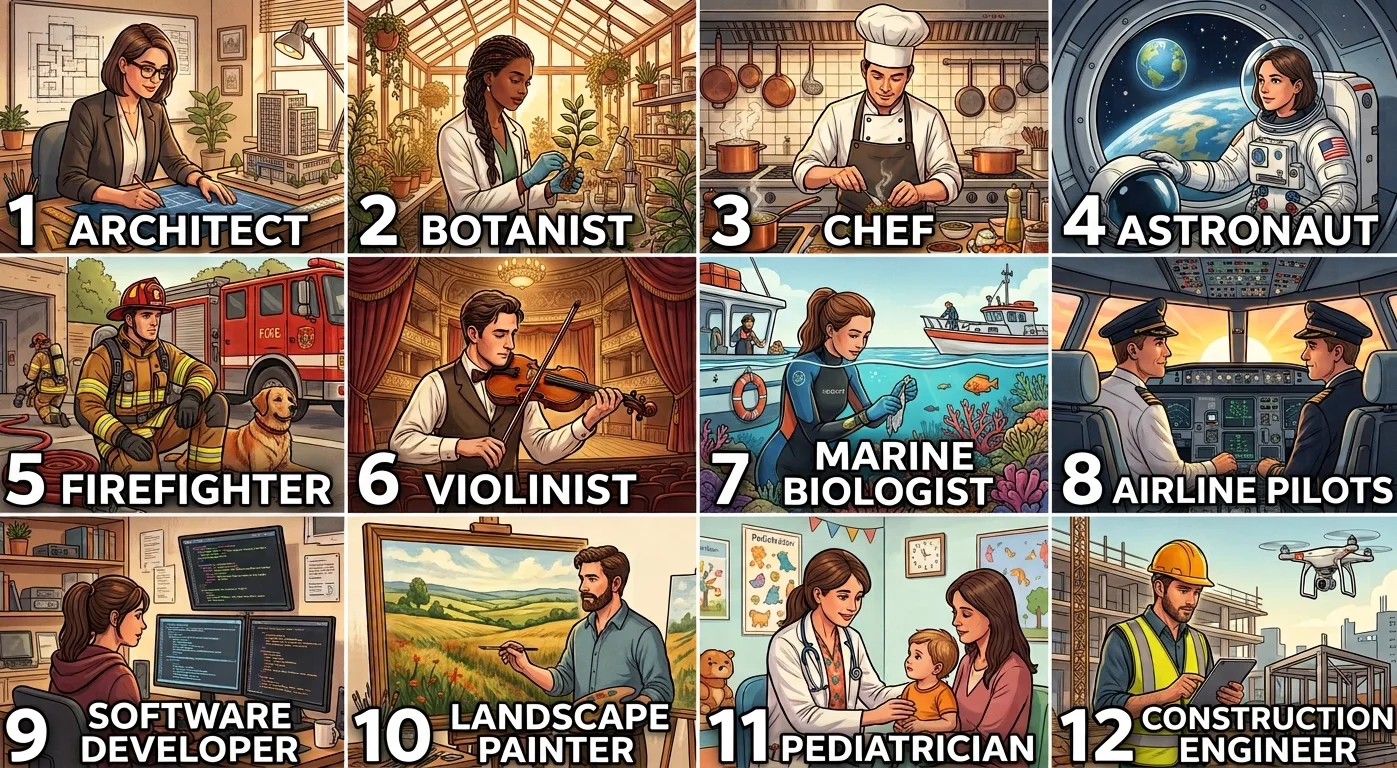 1 ARCHITECT
2 BOTANIST
3 CHEF
4 ASTRONAUT
FORE
5 FIREFIGHTER
6 VIOLINIST
7 MARINE
BIOLOGIST
8 AIRLINE PILOTS
9 SOFTWARE
DEVELOPER
10 LANDSCAPE
PAINTER
11 PEDIATRICIAN
12 CONSTRUCTION
ENGINEER